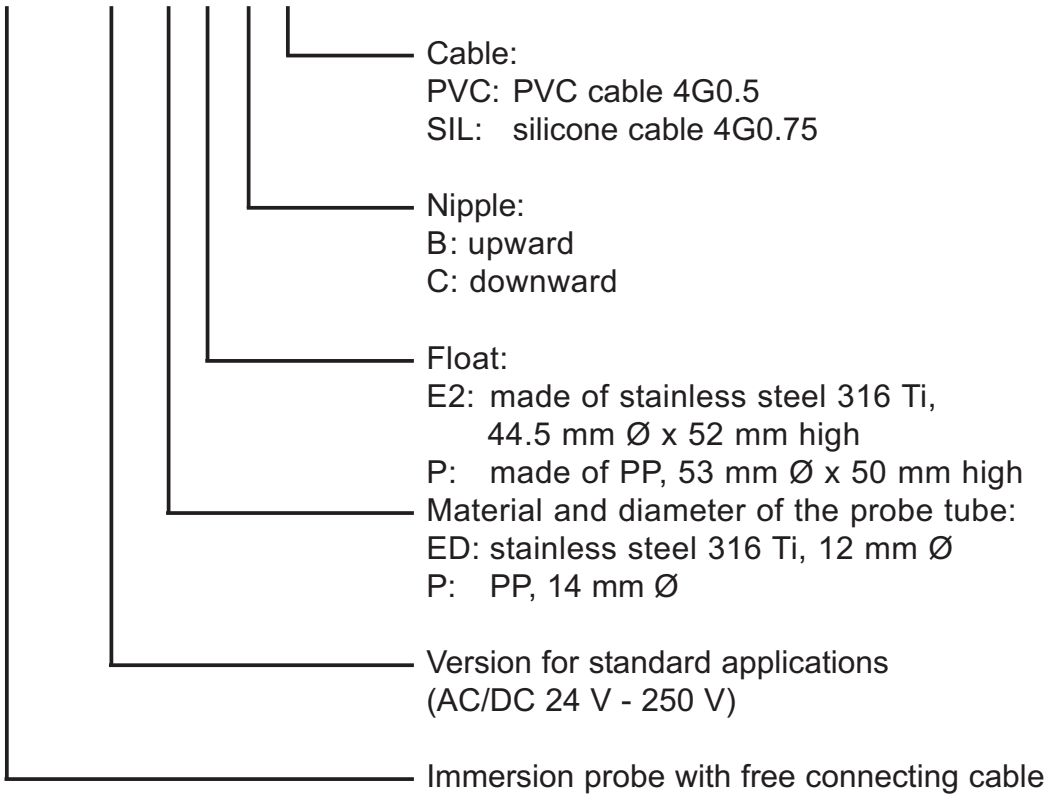 Cable:
PVC: PVC cable 4G0.5
SIL: silicone cable 4G0.75
Nipple:
B: upward
C: downward
Float:
E2: made of stainless steel 316 Ti,
44.5 mm Ø x 52 mm high
P: made of PP, 53 mm Ø x 50 mm high
Material and diameter of the probe tube:
ED: stainless steel 316 Ti, 12 mm Ø
P: PP, 14 mm Ø
Version for standard applications
(AC/DC 24 V - 250 V)
Immersion probe with free connecting cable